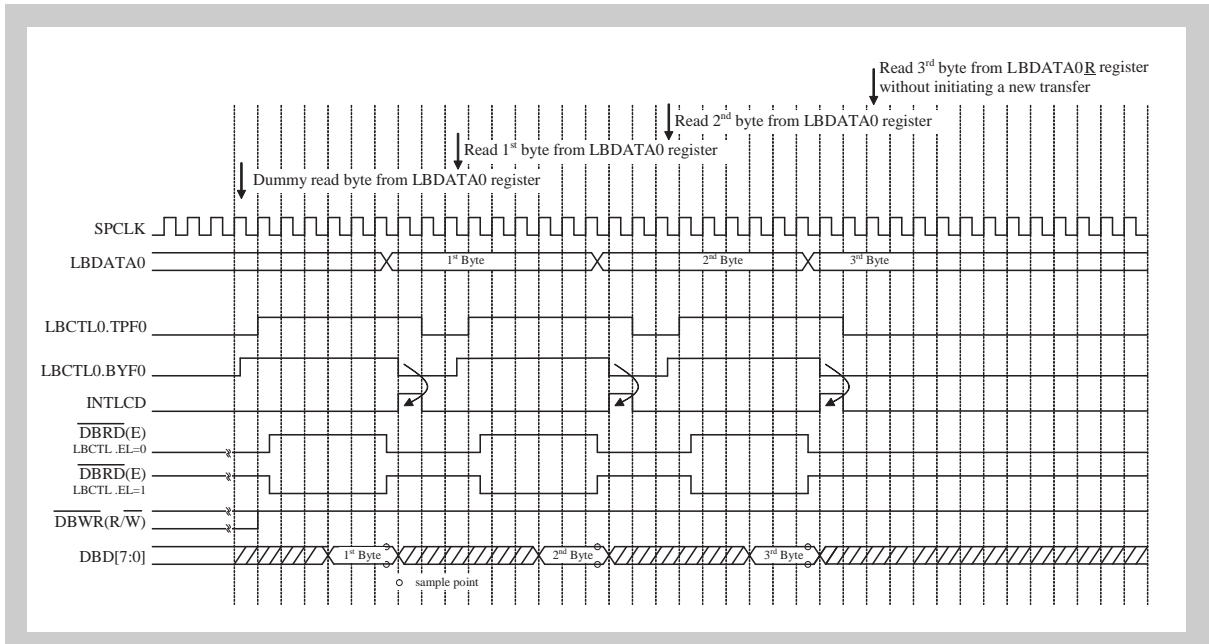 Read 3rd byte from LBDATA0R register
without initiating a new transfer
Read 2nd byte from LBDATA0 register
Read 1st byte from LBDATA0 register
Dummy read byte from LBDATA0 register
SPCLK
LBDATA0 1st Byte 2nd Byte 3rd Byte
LBCTL0.TPF0
LBCTL0.BYF0
INTLCD
DBRD(E)
LBCTL .EL=0
DBRD(E)
LBCTL .EL=1
DBWR(R/W)
DBD[7:0] 1st Byte 2nd Byte 3rd Byte
sample point